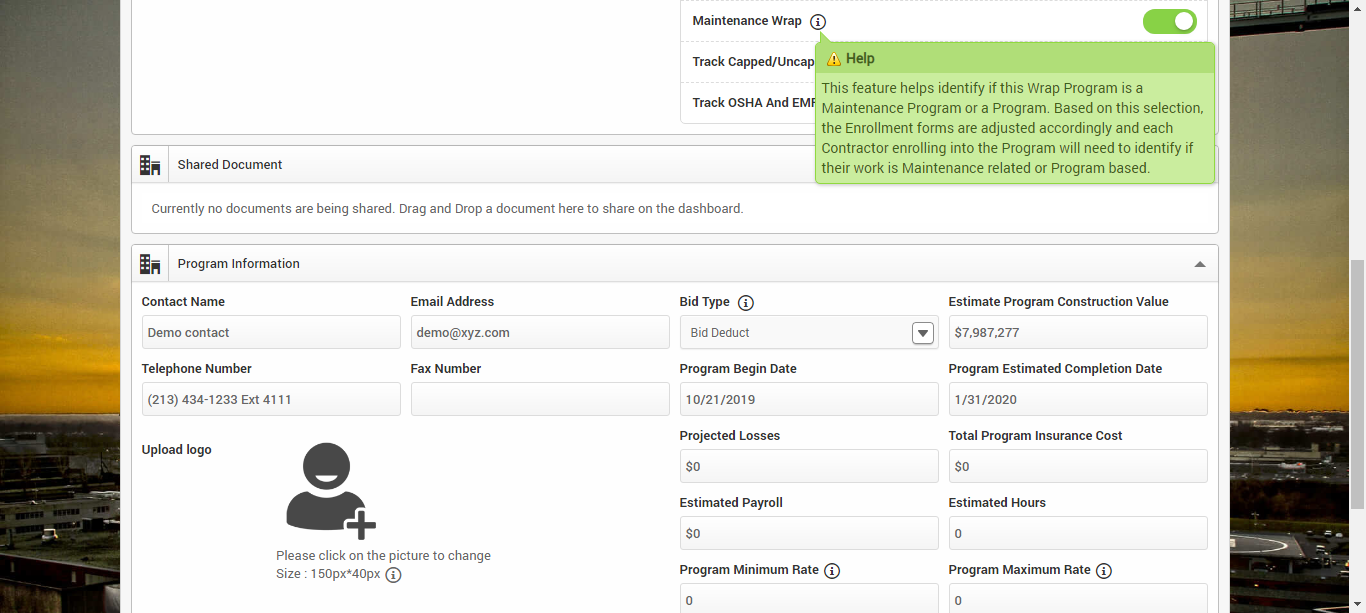 Maintenance Wrap
Track Capped/Uncap
Track OSHA And EMR
Help
This feature helps identify if this Wrap Program is a
Maintenance Program or a Program. Based on this selection,
the Enrollment forms are adjusted accordingly and each
Contractor enrolling into the Program will need to identify if
their work is Maintenance related or Program based.
Shared Document
Currently no documents are being shared. Drag and Drop a document here to share on the dashboard.
Program Information
Contact Name
Email Address
Bid Type
Estimate Program Construction Value
Demo contact
demo@xyz.com
Bid Deduct
$7,987,277
Telephone Number
Fax Number
Program Begin Date
Program Estimated Completion Date
(213) 434-1233 Ext 4111
10/21/2019
1/31/2020
Upload logo
Projected Losses
Total Program Insurance Cost
$0
$0
Estimated Payroll
Estimated Hours
$0
0
Please click on the picture to change
Size : 150px*40px
Program Minimum Rate
Program Maximum Rate
0
0